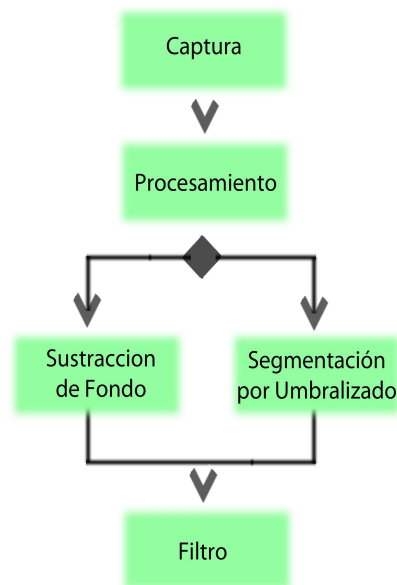 Captura
Procesamiento
Sustraccion
de Fondo
Segmentación
por Umbralizado
Filtro